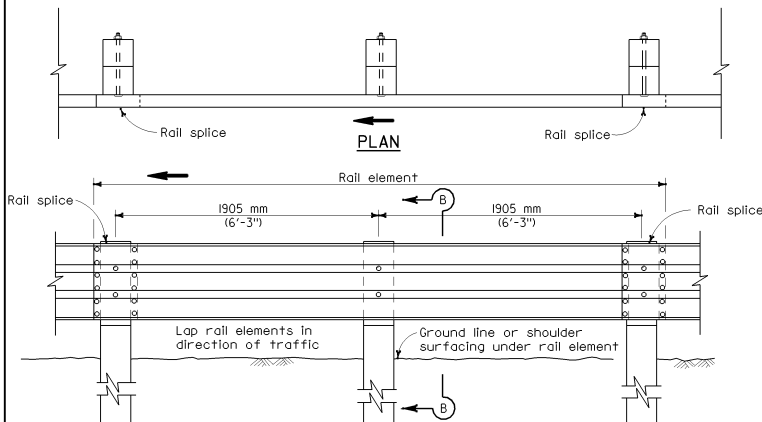 Rail splice
Rail splice
PLAN
Rail element
Rail splice
1905 mm
(6'-3")
B
1905 mm
(6'-3")
Rail splice
Lap rail elements in
direction of traffic
Ground line or shoulder
surfacing under rail element
B